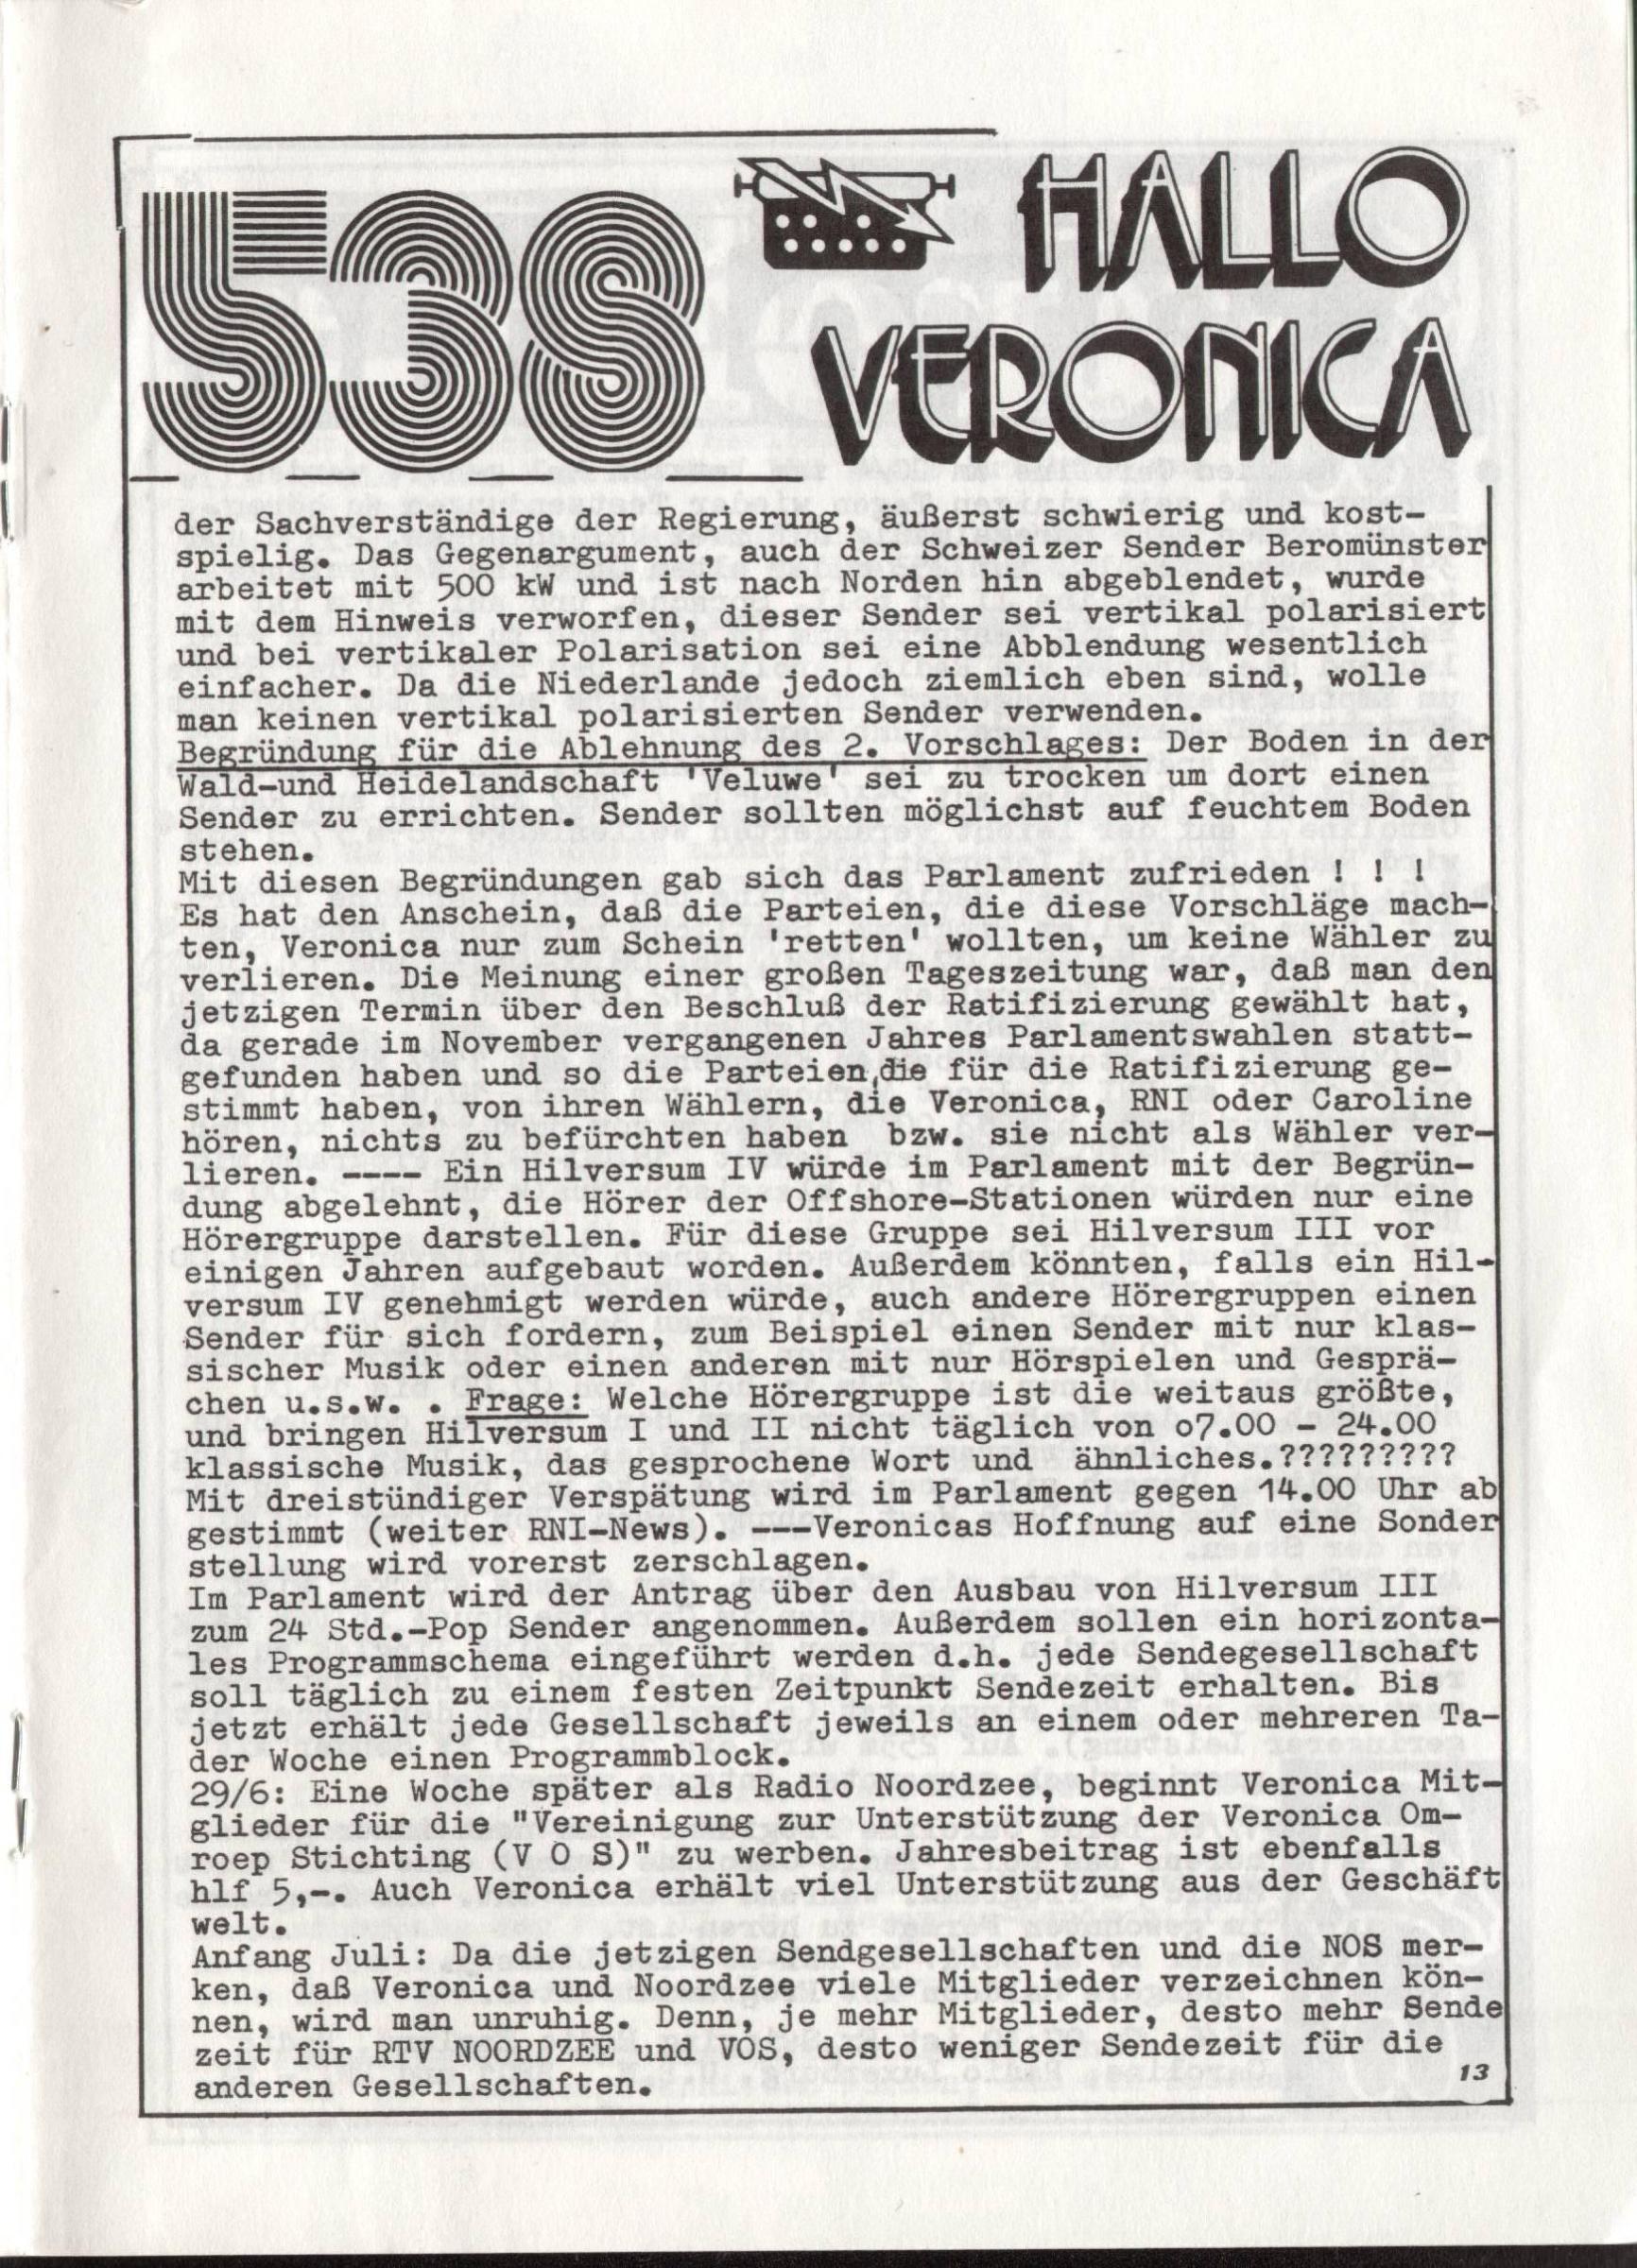 538
HALLO
VERONICA
der Sachverständige der Regierung, äußerst schwierig und kost-
spielig. Das Gegenargument, auch der Schweizer Sender Beromünster
arbeitet mit 500 kW und ist nach Norden hin abgeblendet, wurde
mit dem Hinweis verworfen, dieser Sender sei vertikal polarisiert
und bei vertikaler Polarisation sei eine Abblendung wesentlich
einfacher. Da die Niederlande jedoch ziemlich eben sind, wolle
man keinen vertikal polarisierten Sender verwenden.
Begründung für die Ablehnung des 2. Vorschlages: Der Boden in der
Wald-und Heidelandschaft 'Veluwe' sei zu trocken um dort einen
Sender zu errichten. Sender sollten möglichst auf feuchtem Boden
stehen.
Mit diesen Begründungen gab sich das Parlament zufrieden ! ! !
Es hat den Anschein, daß die Parteien, die diese Vorschläge mach-
ten, Veronica nur zum Schein 'retten' wollten, um keine Wähler zu
verlieren. Die Meinung einer großen Tageszeitung war, daß man den
jetzigen Termin über den Beschluß der Ratifizierung gewählt hat,
da gerade im November vergangenen Jahres Parlamentswahlen statt-
gefunden haben und so die Parteien,die für die Ratifizierung ge-
stimmt haben, von ihren Wählern, die Veronica, RNI oder Caroline
hören, nichts zu befürchten haben bzw. sie nicht als Wähler ver-
lieren. ---- Ein Hilversum IV würde im Parlament mit der Begrün-
dung abgelehnt, die Hörer der Offshore-Stationen würden nur eine
Hörergruppe darstellen. Für diese Gruppe sei Hilversum III vor
einigen Jahren aufgebaut worden. Außerdem könnten, falls ein Hil-
versum IV genehmigt werden würde, auch andere Hörergruppen einen
Sender für sich fordern, zum Beispiel einen Sender mit nur klas-
sischer Musik oder einen anderen mit nur Hörspielen und Gesprä-
chen u.s.w. . Frage: Welche Hörergruppe ist die weitaus größte,
und bringen Hilversum I und II nicht täglich von o7.00 - 24.00
klassische Musik, das gesprochene Wort und ähnliches.?????????
Mit dreistündiger Verspätung wird im Parlament gegen 14.00 Uhr ab
gestimmt (weiter RNI-News). ---Veronicas Hoffnung auf eine Sonder
stellung wird vorerst zerschlagen.
Im Parlament wird der Antrag über den Ausbau von Hilversum III
zum 24 Std.-Pop Sender angenommen. Außerdem sollen ein horizonta-
les Programmschema eingeführt werden d.h. jede Sendegesellschaft
soll täglich zu einem festen Zeitpunkt Sendezeit erhalten. Bis
jetzt erhält jede Gesellschaft jeweils an einem oder mehreren Ta-
der Woche einen Programmblock.
29/6: Eine Woche später als Radio Noordzee, beginnt Veronica Mit-
glieder für die "Vereinigung zur Unterstützung der Veronica Om-
roep Stichting (V O S)" zu werben. Jahresbeitrag ist ebenfalls
hlf 5,-. Auch Veronica erhält viel Unterstützung aus der Geschäft
welt.
Anfang Juli: Da die jetzigen Sendgesellschaften und die NOS mer-
ken, daß Veronica und Noordzee viele Mitglieder verzeichnen kön-
nen, wird man unruhig. Denn, je mehr Mitglieder, desto mehr Sende
zeit für RTV NOORDZEE und VOS, desto weniger Sendezeit für die
anderen Gesellschaften.
13